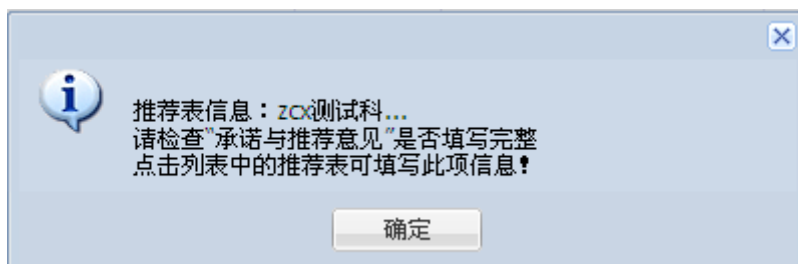 推荐表信息：zcx测试科...
请检查"承诺与推荐意见"是否填写完整
点击列表中的推荐表可填写此项信息！
确定